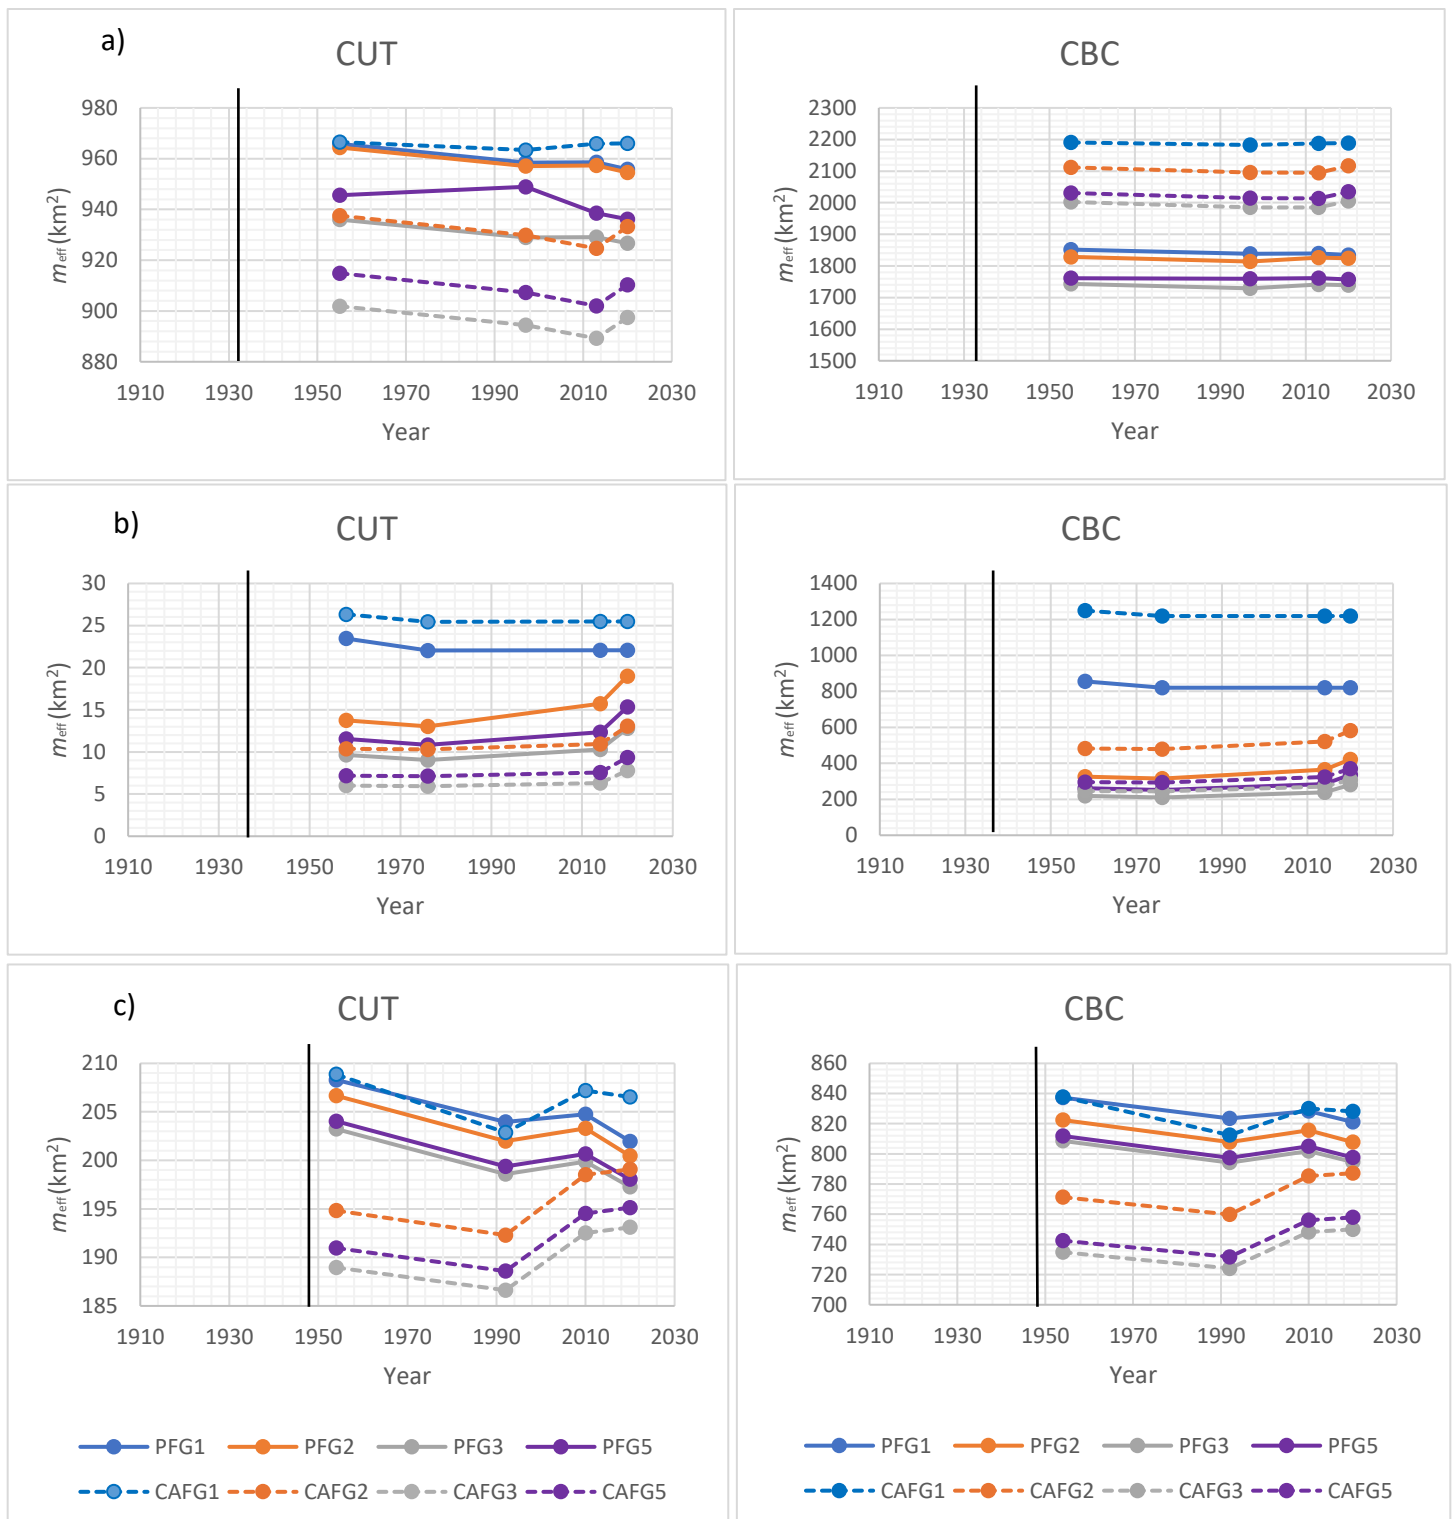 a)
CUT
980
960
940
920
900
880
1910 1930 1950 1970 1990 2010 2030
meff (km²)
Year
CBC
2300
2200
2100
2000
1900
1800
1700
1600
1500
1910 1930 1950 1970 1990 2010 2030
meff (km²)
Year
b)
CUT
30
25
20
15
10
5
0
1910 1930 1950 1970 1990 2010 2030
meff (km²)
Year
CBC
1400
1200
1000
800
600
400
200
0
1910 1930 1950 1970 1990 2010 2030
meff (km²)
Year
c)
CUT
210
205
200
195
190
185
1910 1930 1950 1970 1990 2010 2030
meff (km²)
Year
PFG1 PFG2 PFG3 PFG5
CAFG1 CAFG2 CAFG3 CAFG5
CBC
860
840
820
800
780
760
740
720
700
1910 1930 1950 1970 1990 2010 2030
meff (km²)
Year
PFG1 PFG2 PFG3 PFG5
CAFG1 CAFG2 CAFG3 CAFG5